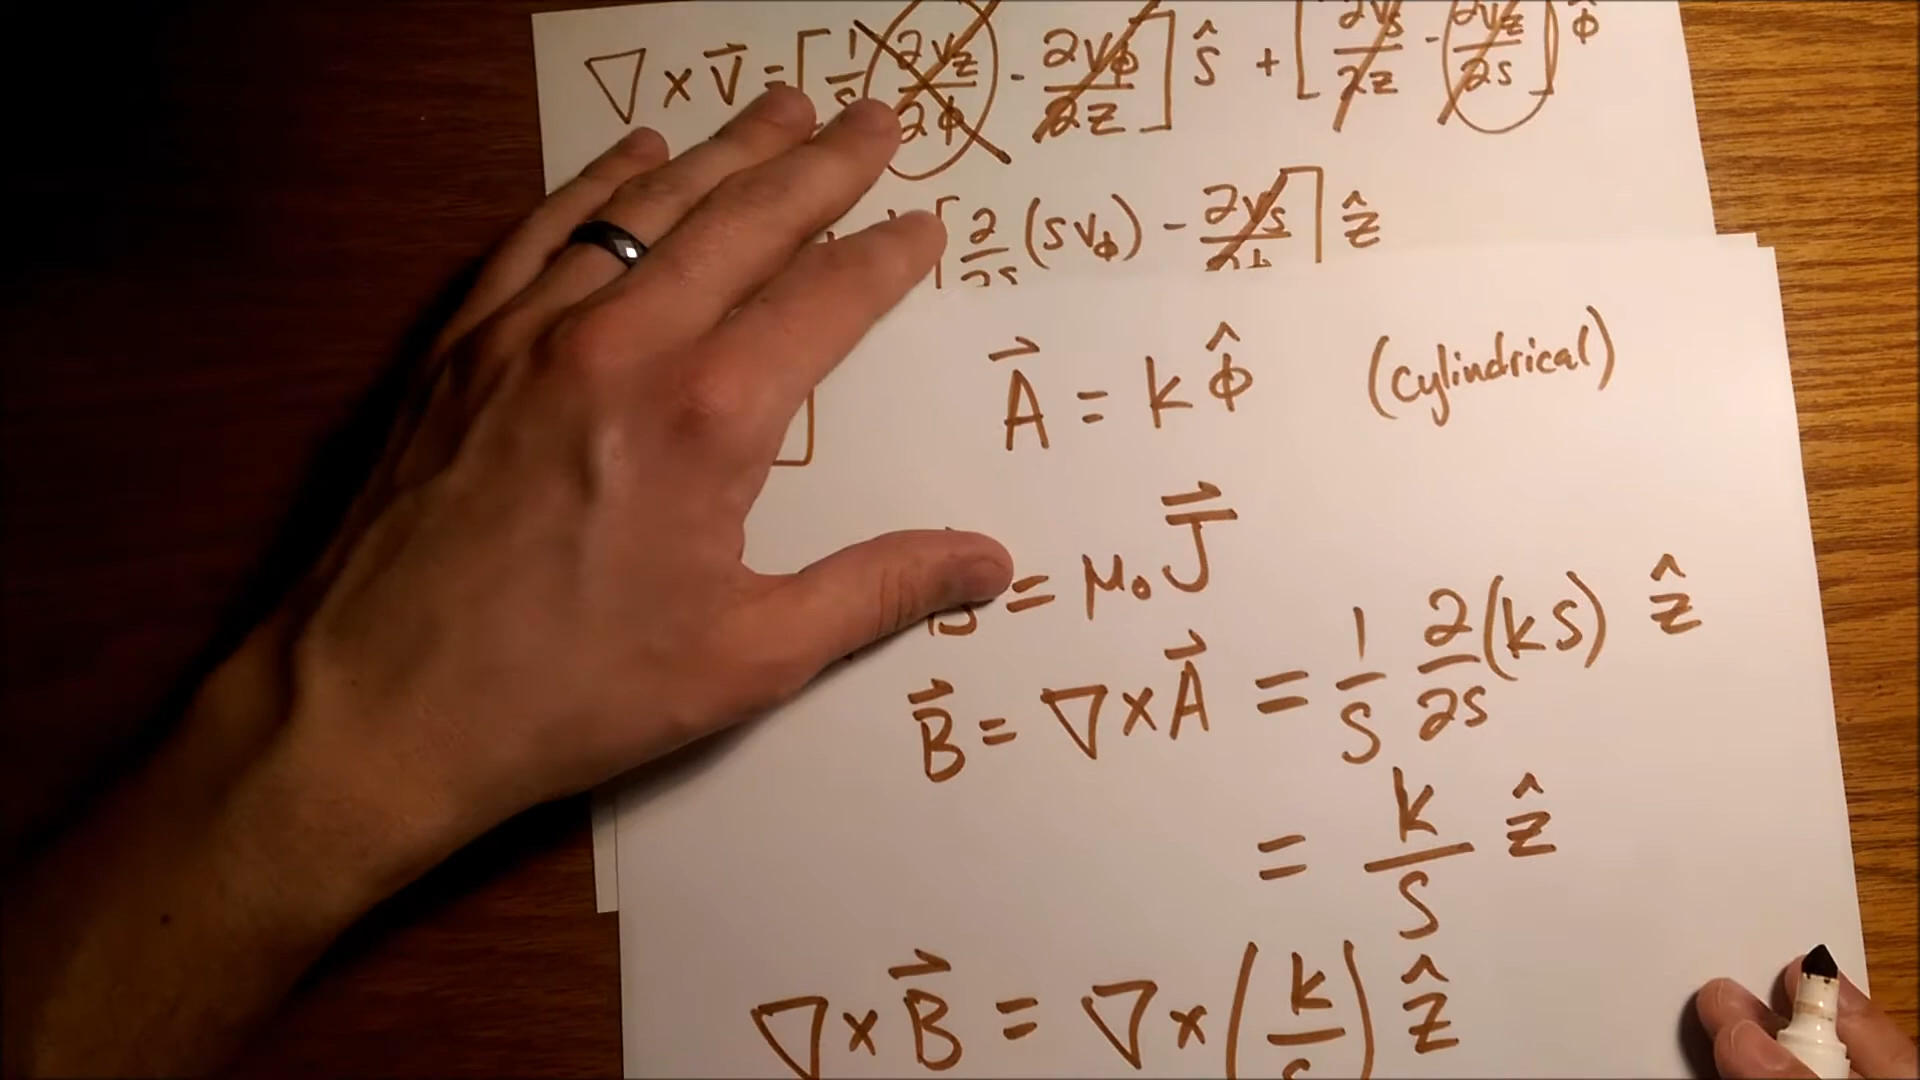 ∇ × V⃗ = [ 1/s ∂v_z/∂φ - ∂v_φ/∂z ] ŝ + [ ∂v_s/∂z - ∂v_z/∂s ] φ̂
[ ∂/∂s (s v_φ) - ∂v_s/∂φ ] ẑ
A⃗ = k φ̂ (cylindrical)
= μ₀ J⃗
B⃗ = ∇ × A⃗ = 1/s ∂/∂s (ks) ẑ
= k/s ẑ
∇ × B⃗ = ∇ × (k/s) ẑ